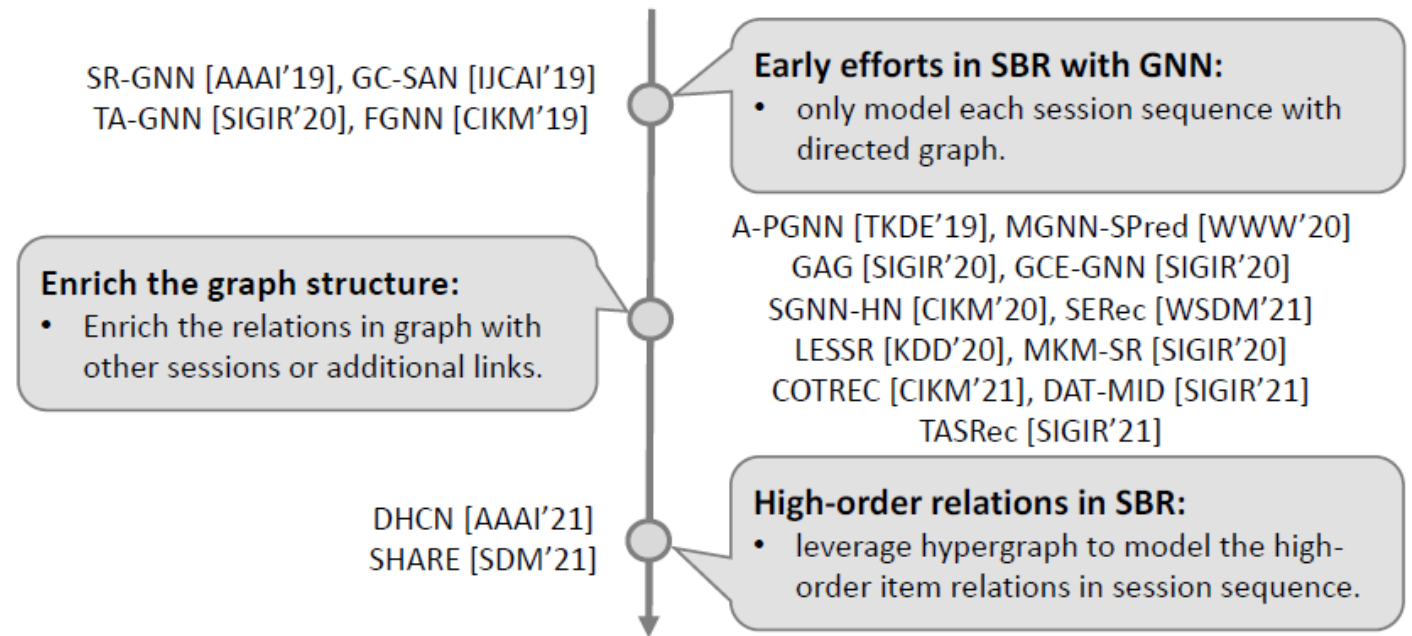 SR-GNN [AAAI'19], GC-SAN [IJCAI'19]
TA-GNN [SIGIR'20], FGNN [CIKM'19]
Early efforts in SBR with GNN:
• only model each session sequence with
directed graph.
Enrich the graph structure:
• Enrich the relations in graph with
other sessions or additional links.
A-PGNN [TKDE'19], MGNN-SPred [WWW'20]
GAG [SIGIR'20], GCE-GNN [SIGIR'20]
SGNN-HN [CIKM'20], SERec [WSDM'21]
LESSR [KDD'20], MKM-SR [SIGIR'20]
COTREC [CIKM'21], DAT-MID [SIGIR'21]
TASRec [SIGIR'21]
DHCN [AAAI'21]
SHARE [SDM'21]
High-order relations in SBR:
• leverage hypergraph to model the high-
order item relations in session sequence.